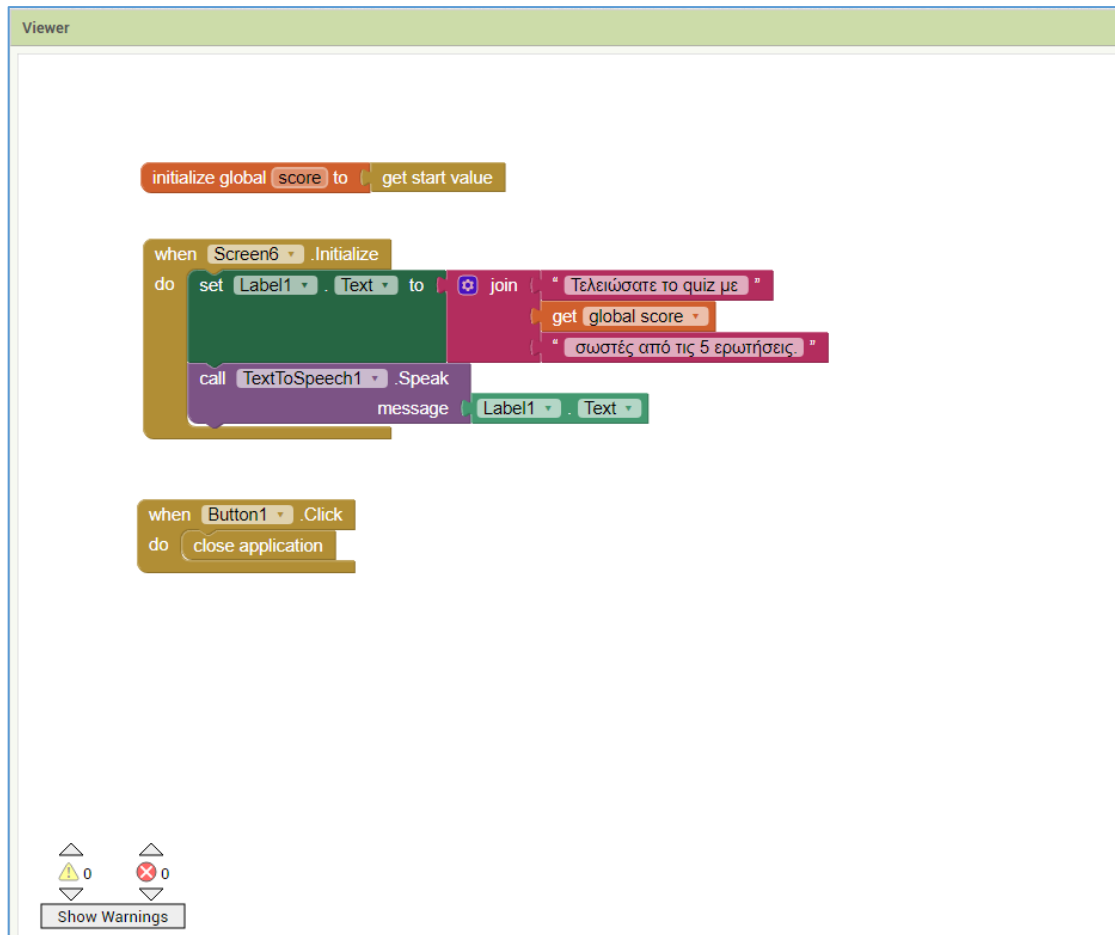 Viewer
initialize global score to get start value
when Screen6 .Initialize
do set Label1 . Text to join " Τελειώσατε το quiz με "
get global score
" σωστές από τις 5 ερωτήσεις. "
call TextToSpeech1 .Speak
message Label1 . Text
when Button1 .Click
do close application
0 0
Show Warnings